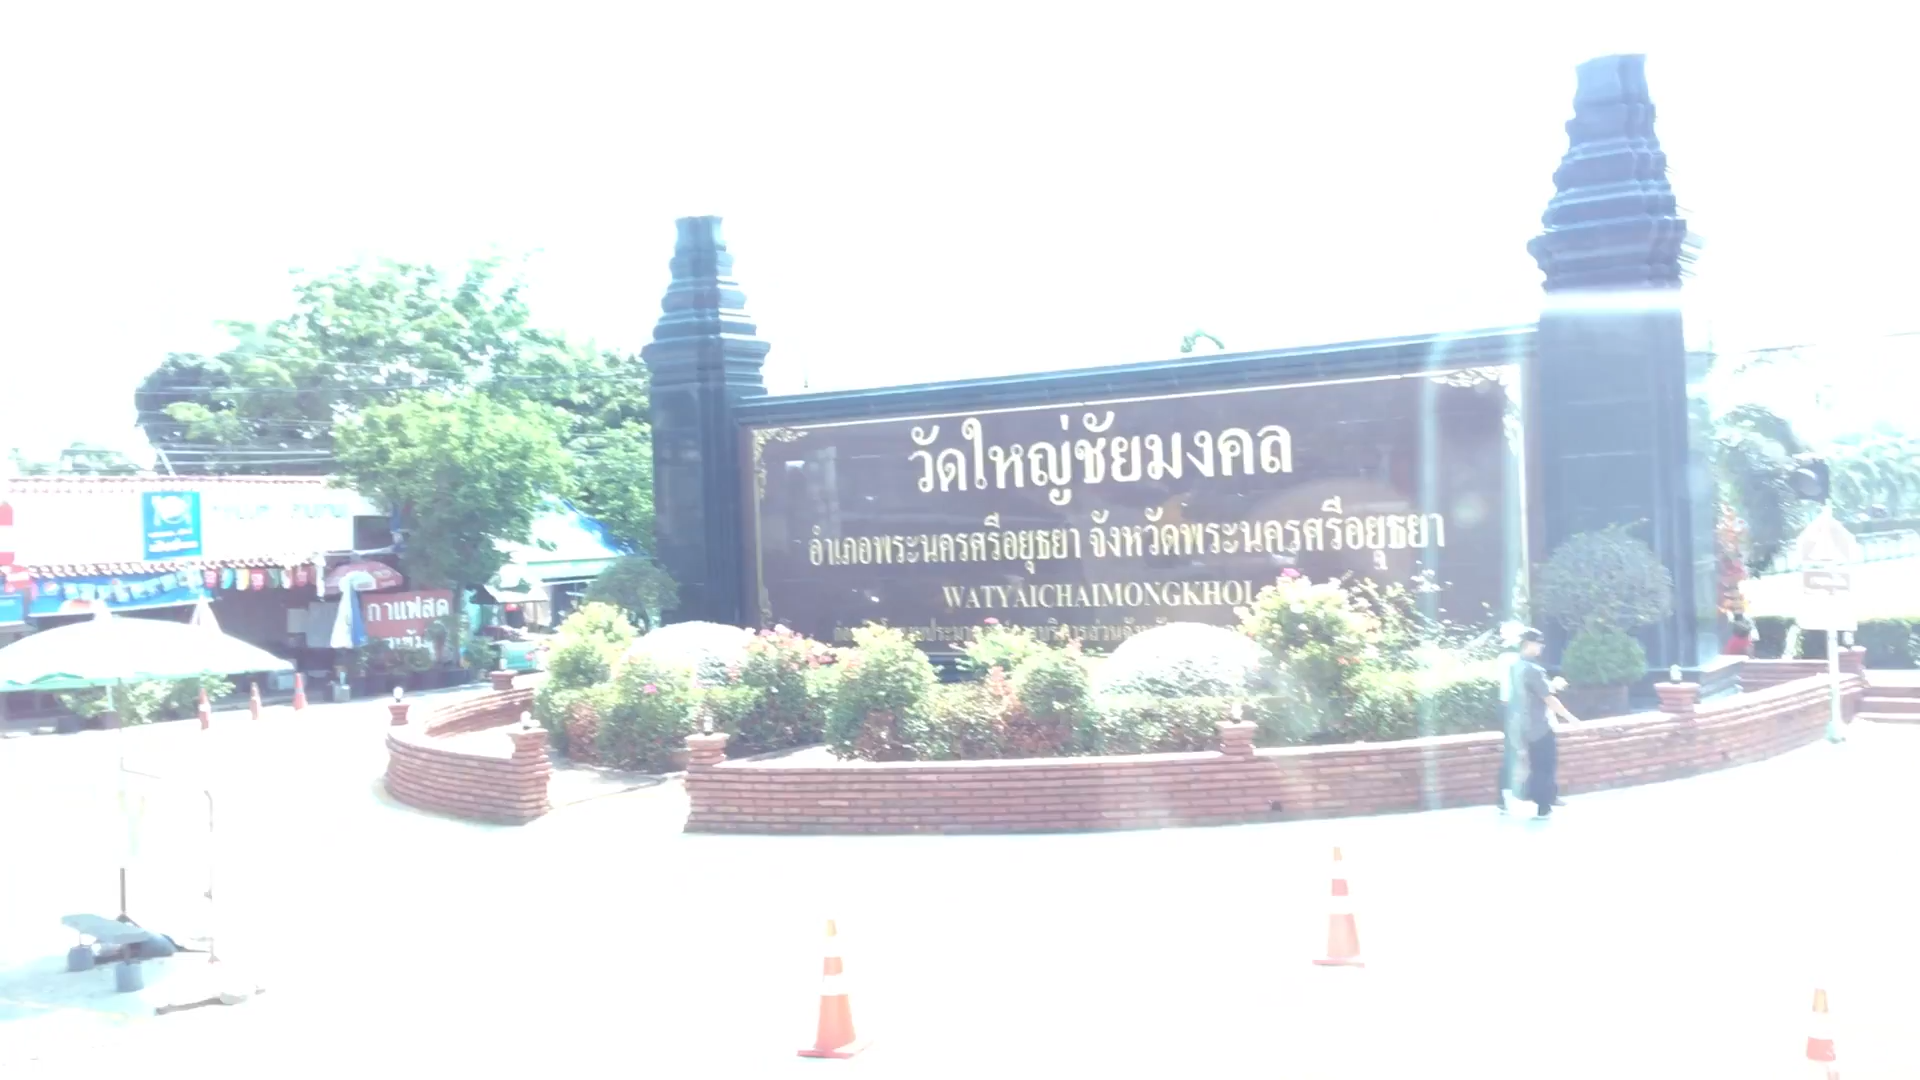 วัดใหญ่ชัยมงคล
อำเภอพระนครศรีอยุธยา จังหวัดพระนครศรีอยุธยา
WATYAICHAIMONGKHOL
กาแฟสด